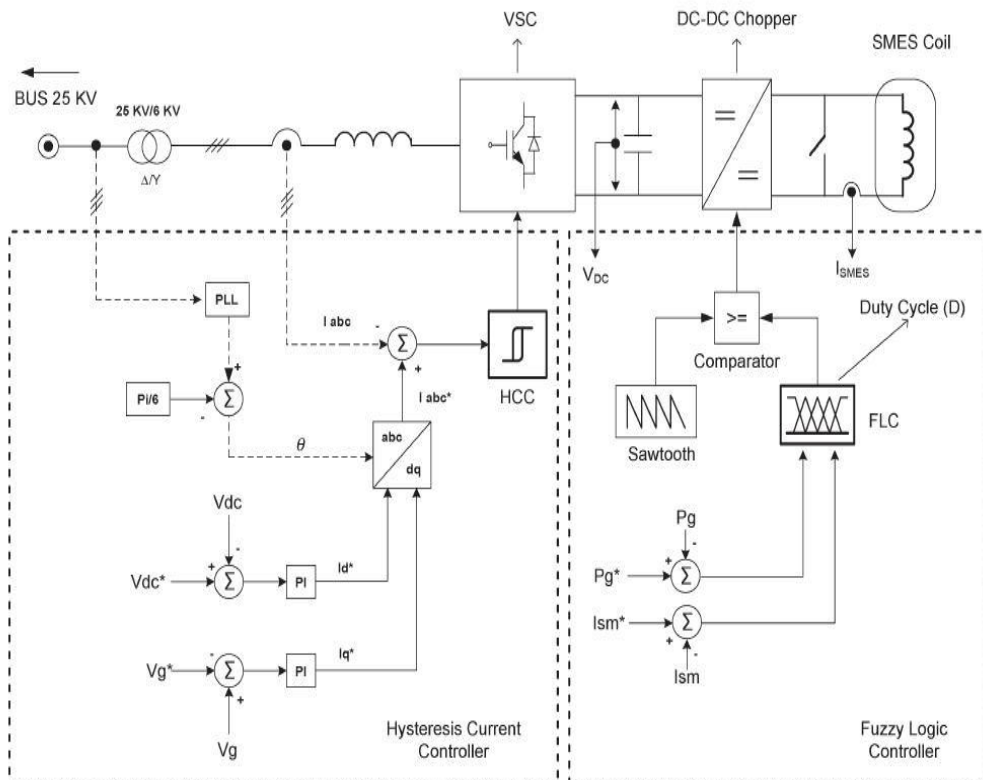 VSC
DC-DC Chopper
SMES Coil
BUS 25 KV
25 KV/6 KV
Δ/Y
=
=
V_DC
I_SMES
PLL
I abc
-
Σ
+
I abc*
HCC
>=
Comparator
Duty Cycle (D)
Sawtooth
FLC
+
Pi/6
-
Σ
θ
abc
dq
Vdc
-
+
Vdc*
Σ
PI
Id*
-
Vg*
Σ
PI
Iq*
+
Vg
Pg
-
+
Pg*
Σ
Ism*
Σ
+
-
Ism
Hysteresis Current
Controller
Fuzzy Logic
Controller